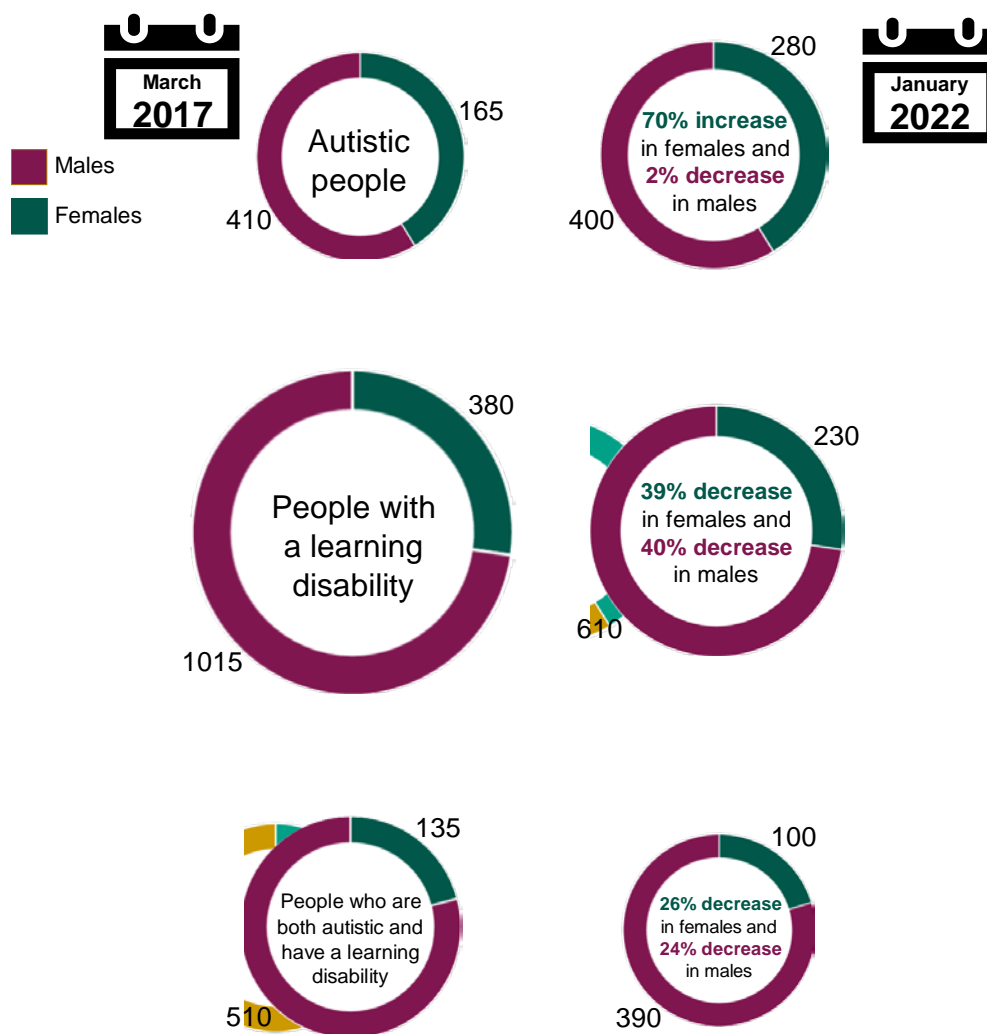 March
2017
January
2022
Males
Females
Autistic
people
165
410
280
70% increase
in females and
2% decrease
in males
400
380
People with
a learning
disability
1015
230
39% decrease
in females and
40% decrease
in males
610
135
People who are
both autistic and
have a learning
disability
510
100
26% decrease
in females and
24% decrease
in males
390